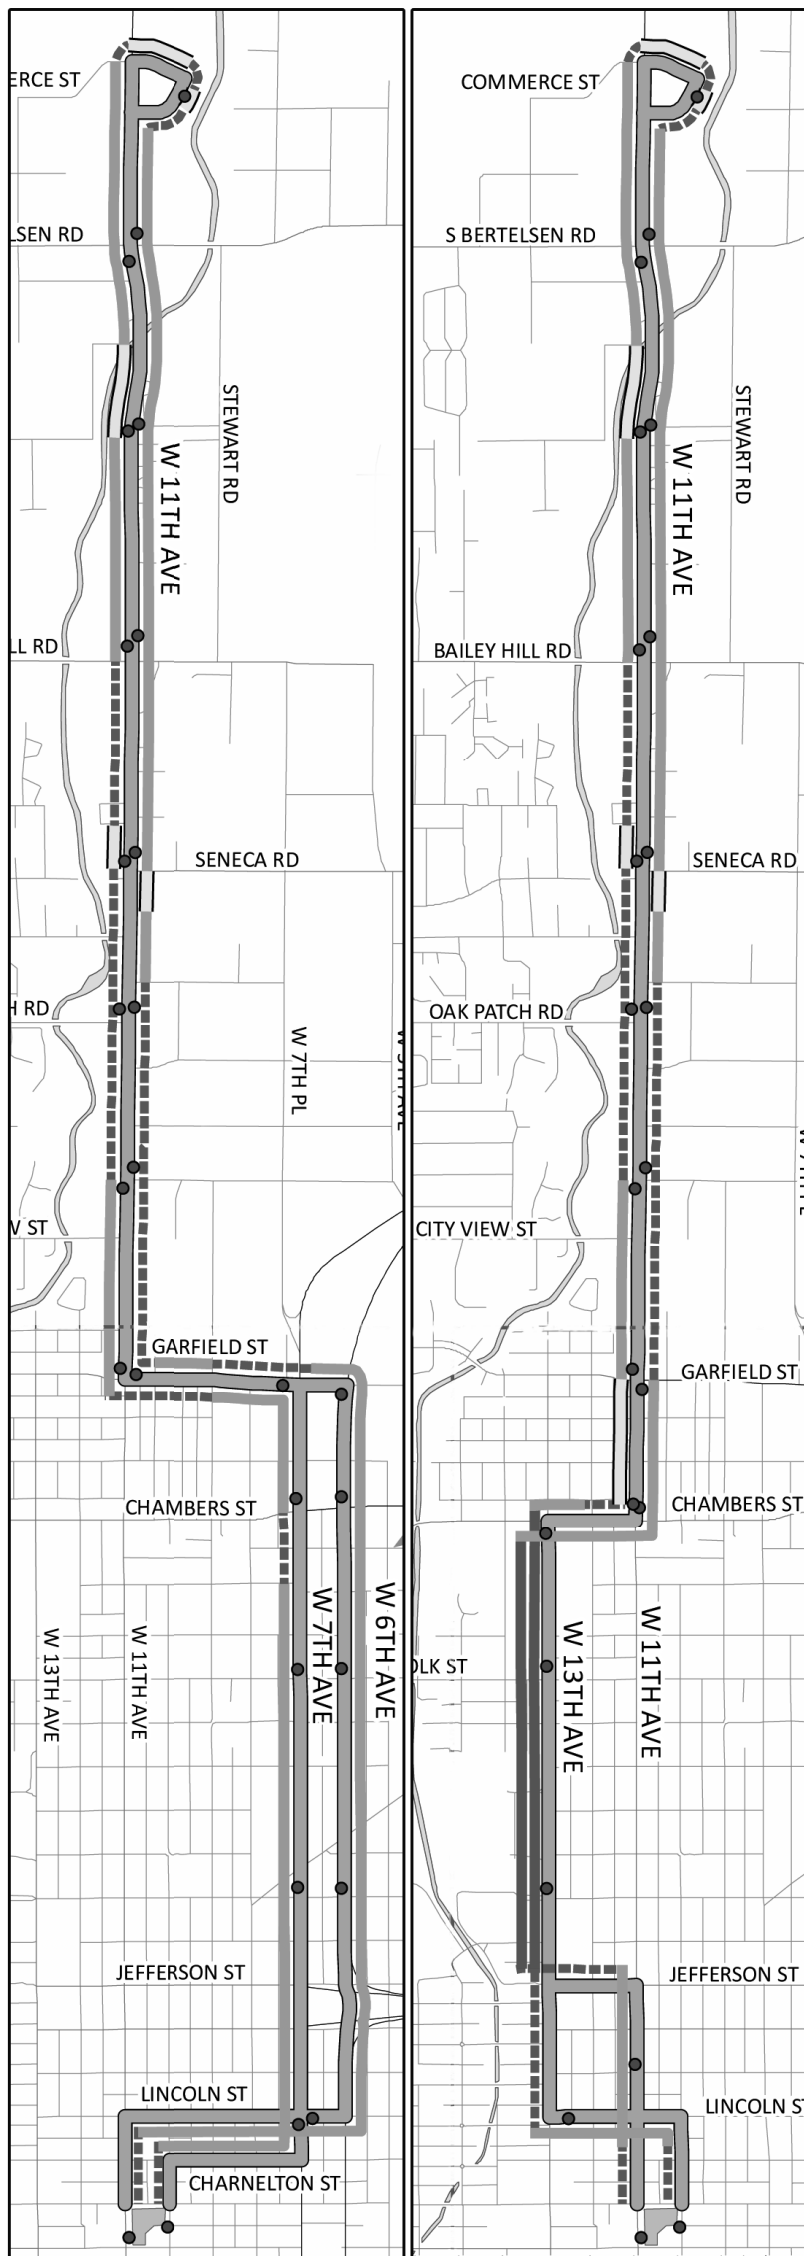 ERCE ST
LSEN RD
STEWART RD
W 11TH AVE
LL RD
SENECA RD
H RD
W 7TH PL
W ST
GARFIELD ST
CHAMBERS ST
W 13TH AVE
W 11TH AVE
W 7TH AVE
W 6TH AVE
JEFFERSON ST
LINCOLN ST
CHARNELTON ST
COMMERCE ST
S BERTELSEN RD
STEWART RD
W 11TH AVE
BAILEY HILL RD
SENECA RD
OAK PATCH RD
CITY VIEW ST
GARFIELD ST
CHAMBERS ST
OLK ST
W 13TH AVE
W 11TH AVE
JEFFERSON ST
LINCOLN ST